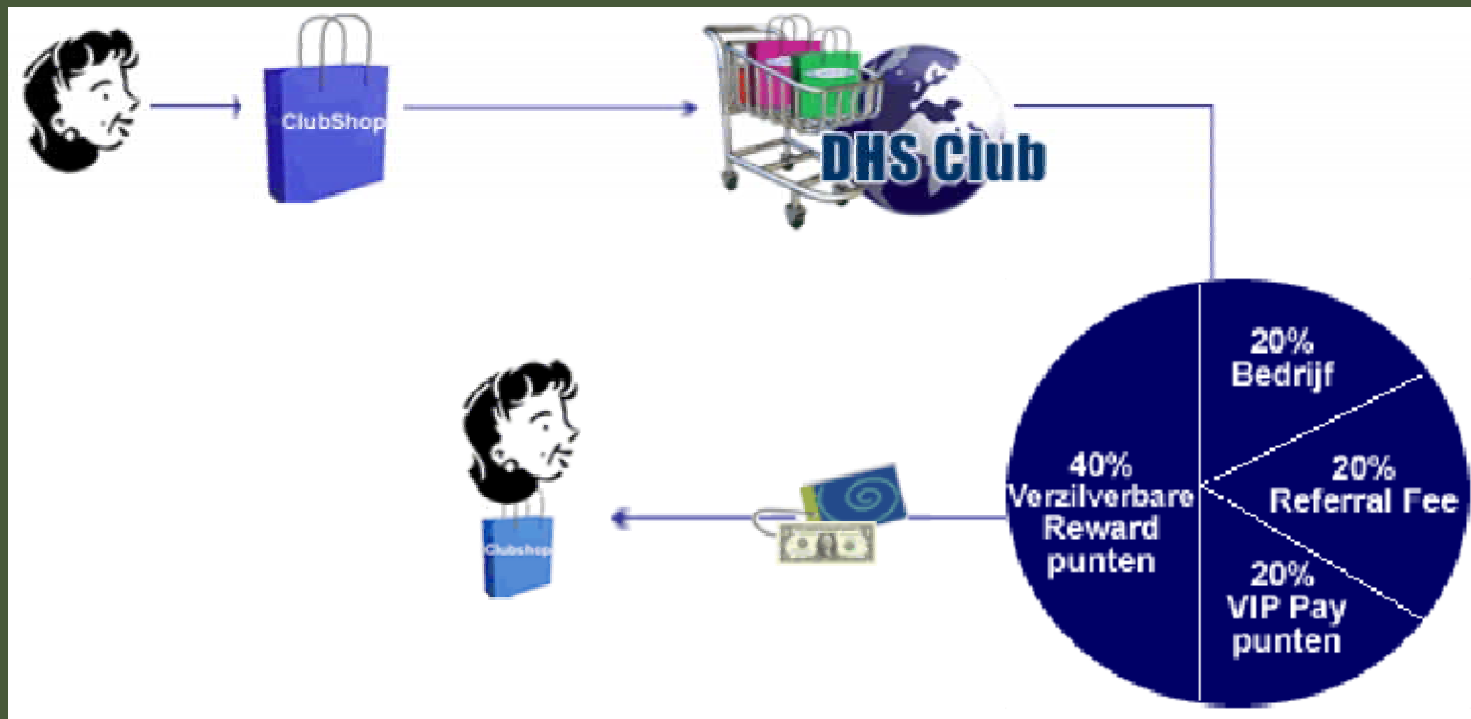 ClubShop
DHS Club
20%
Bedrijf
20%
Referral Fee
40%
Verzilverbare
Reward
punten
20%
VIP Pay
punten
Clubshop